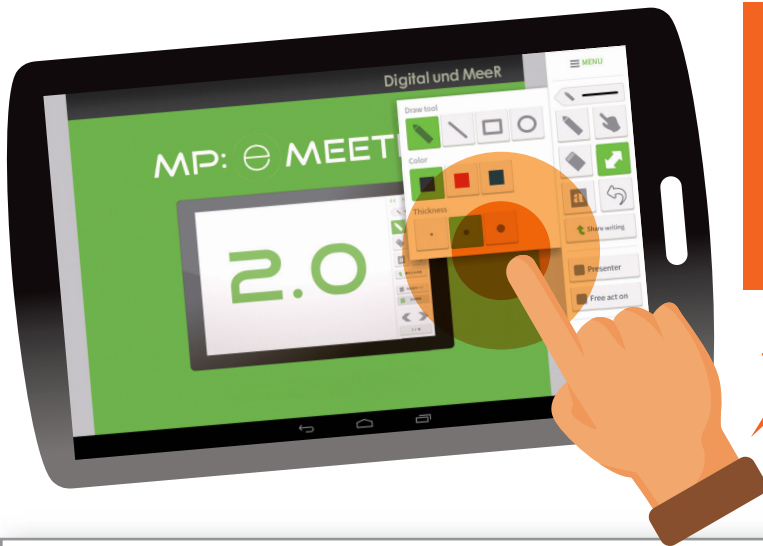 Digital und MeeR
MENU
Draw tool
MP: e MEET
Color
a
Thickness
2.0
Share writing
Presenter
Free act on